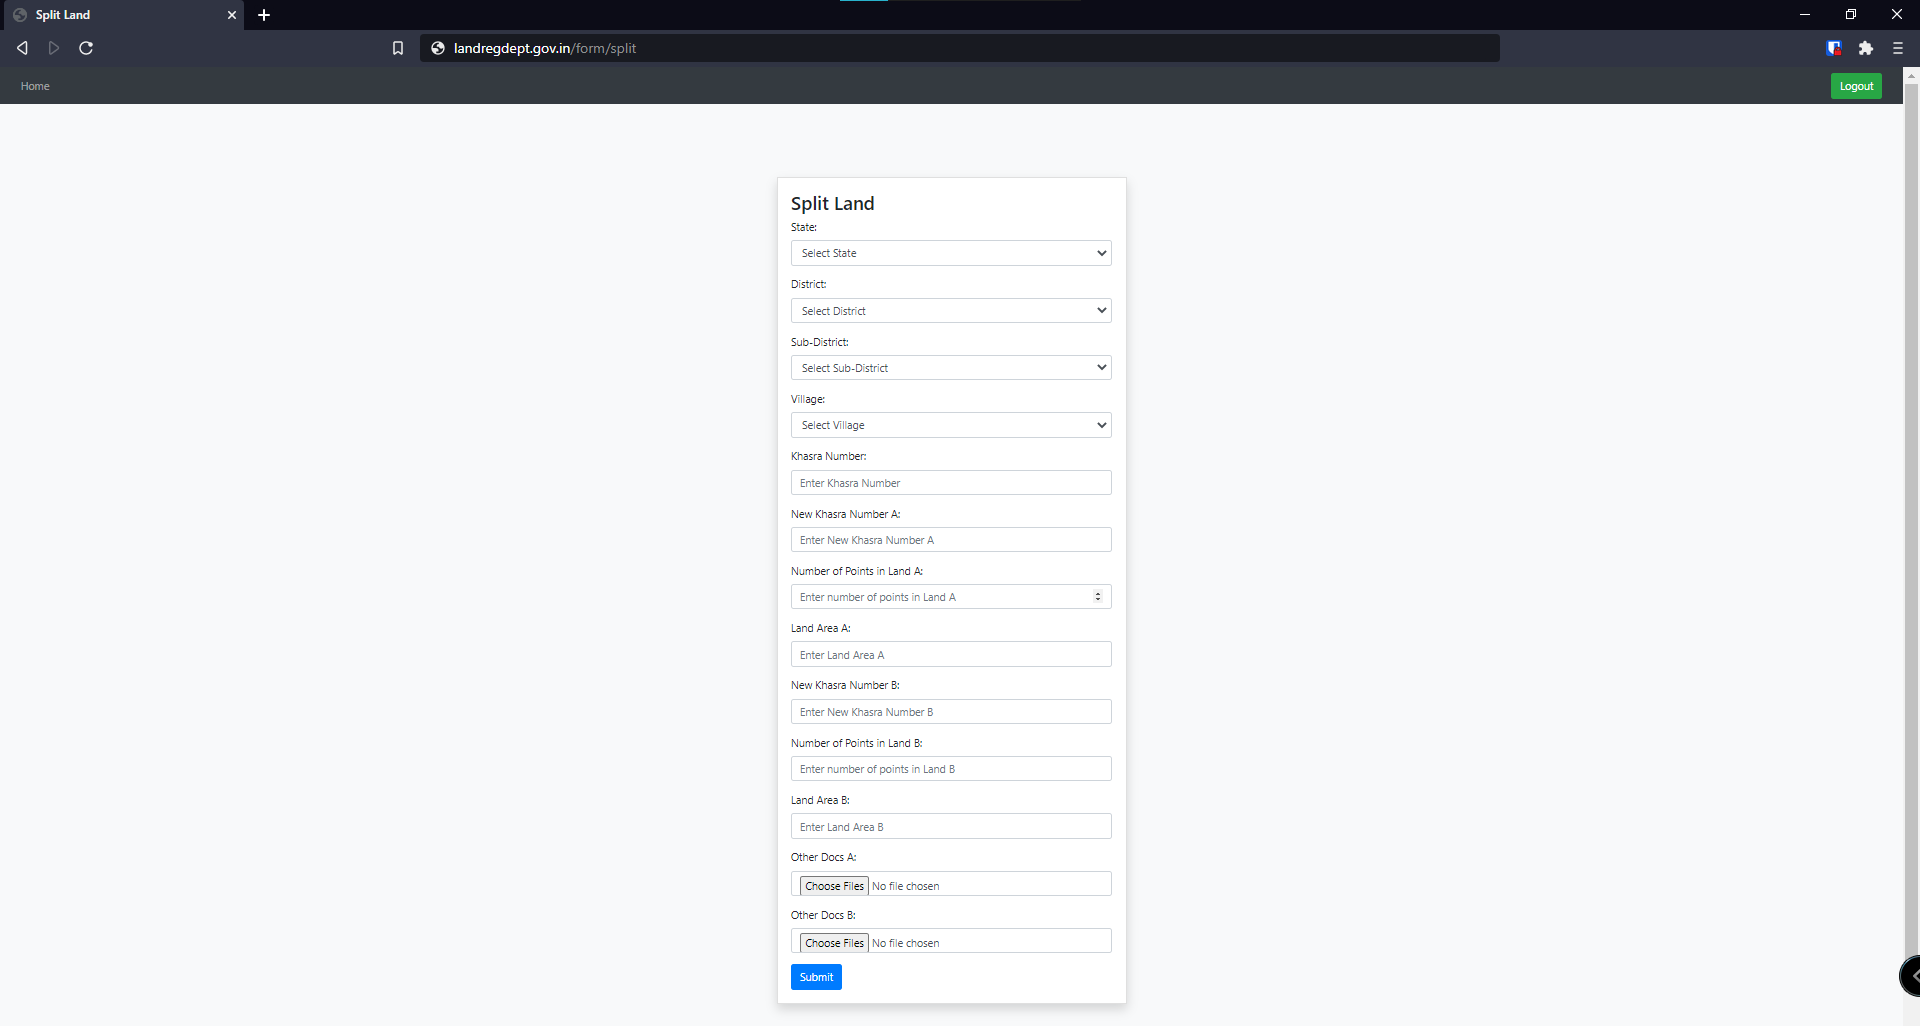 Split Land
landregdept.gov.in/form/split
Home
Logout
Split Land
State:
Select State
District:
Select District
Sub-District:
Select Sub-District
Village:
Select Village
Khasra Number:
Enter Khasra Number
New Khasra Number A:
Enter New Khasra Number A
Number of Points in Land A:
Enter number of points in Land A
Land Area A:
Enter Land Area A
New Khasra Number B:
Enter New Khasra Number B
Number of Points in Land B:
Enter number of points in Land B
Land Area B:
Enter Land Area B
Other Docs A:
Choose Files No file chosen
Other Docs B:
Choose Files No file chosen
Submit